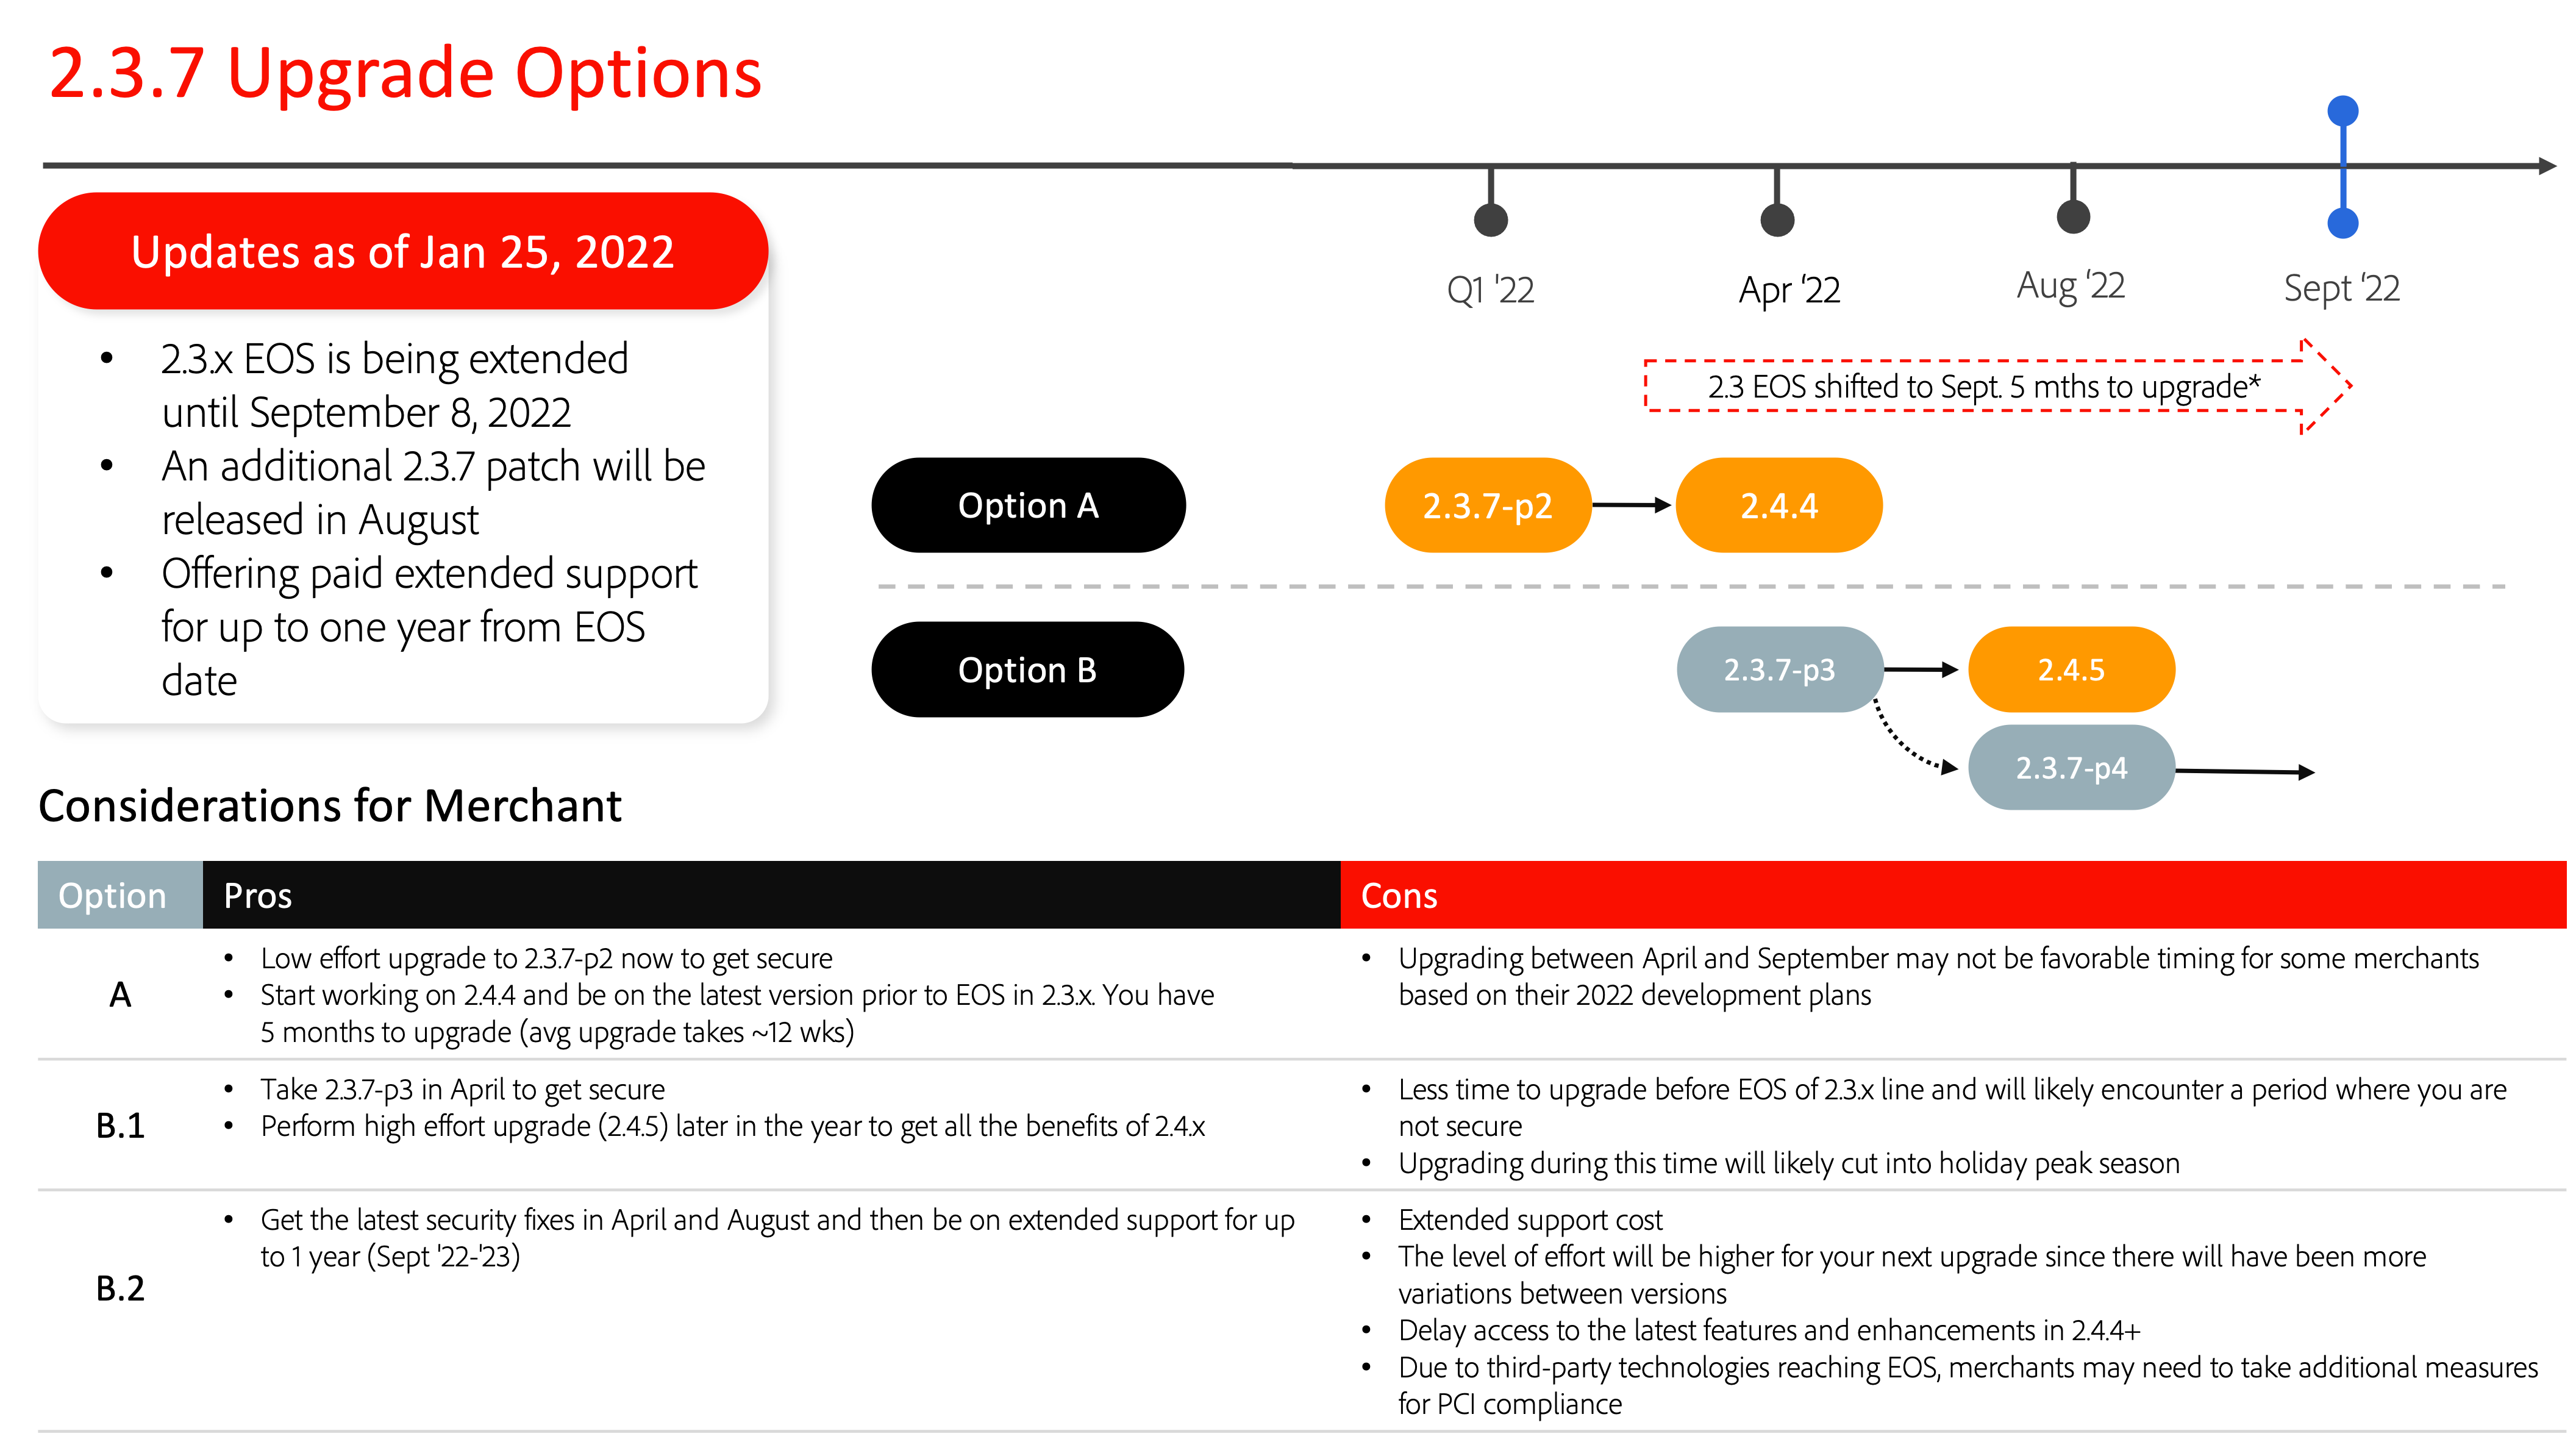 2.3.7 Upgrade Options
Updates as of Jan 25, 2022
• 2.3.x EOS is being extended
until September 8, 2022
• An additional 2.3.7 patch will be
released in August
• Offering paid extended support
for up to one year from EOS
date
Q1 '22
Apr ‘22
Aug ‘22
Sept ‘22
2.3 EOS shifted to Sept. 5 mths to upgrade*
Option A
2.3.7-p2
2.4.4
Option B
2.3.7-p3
2.4.5
2.3.7-p4
Considerations for Merchant
Option
Pros
Cons
A
• Low effort upgrade to 2.3.7-p2 now to get secure
• Start working on 2.4.4 and be on the latest version prior to EOS in 2.3.x. You have
5 months to upgrade (avg upgrade takes ~12 wks)
• Upgrading between April and September may not be favorable timing for some merchants
based on their 2022 development plans
B.1
• Take 2.3.7-p3 in April to get secure
• Perform high effort upgrade (2.4.5) later in the year to get all the benefits of 2.4.x
• Less time to upgrade before EOS of 2.3.x line and will likely encounter a period where you are
not secure
• Upgrading during this time will likely cut into holiday peak season
B.2
• Get the latest security fixes in April and August and then be on extended support for up
to 1 year (Sept '22-'23)
• Extended support cost
• The level of effort will be higher for your next upgrade since there will have been more
variations between versions
• Delay access to the latest features and enhancements in 2.4.4+
• Due to third-party technologies reaching EOS, merchants may need to take additional measures
for PCI compliance